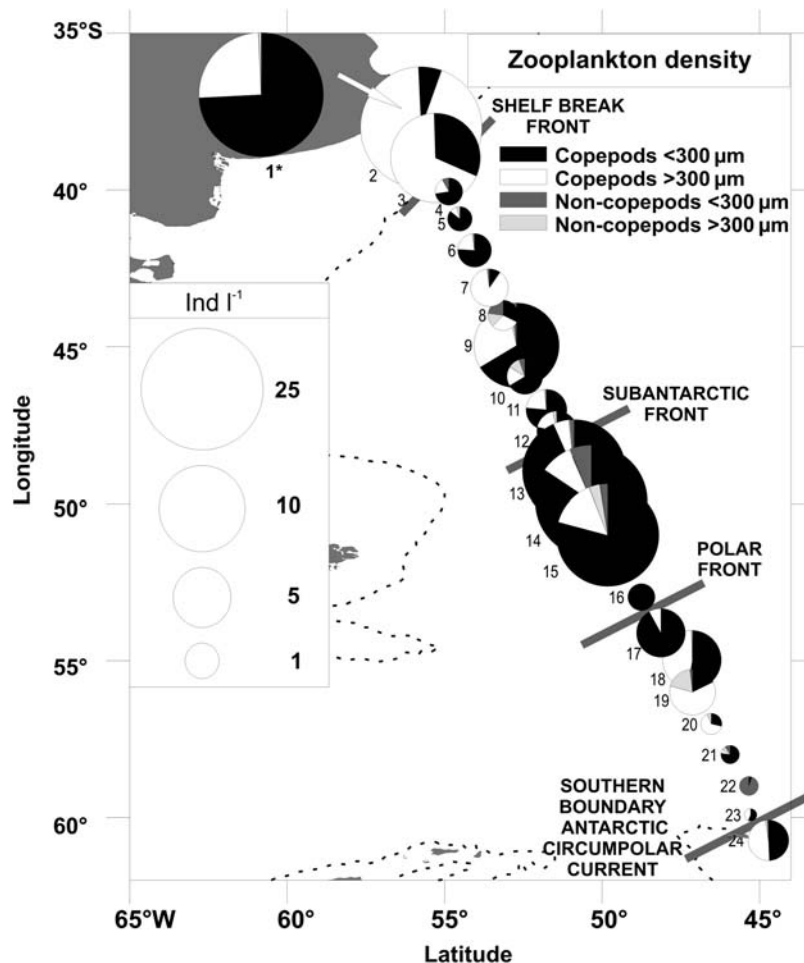 35°S
Zooplankton density
SHELF BREAK
FRONT
Copepods <300 µm
Copepods >300 µm
Non-copepods <300 µm
Non-copepods >300 µm
1*
2
3
40°
4
5
6
7
Ind l⁻¹
25
10
5
1
8
9
45°
10
11
SUBANTARCTIC
FRONT
12
13
Longitude
50°
14
15
POLAR
FRONT
16
17
55°
18
19
20
21
22
SOUTHERN
BOUNDARY
ANTARCTIC
CIRCUMPOLAR
CURRENT
23
24
60°
65°W
60°
55°
50°
45°
Latitude